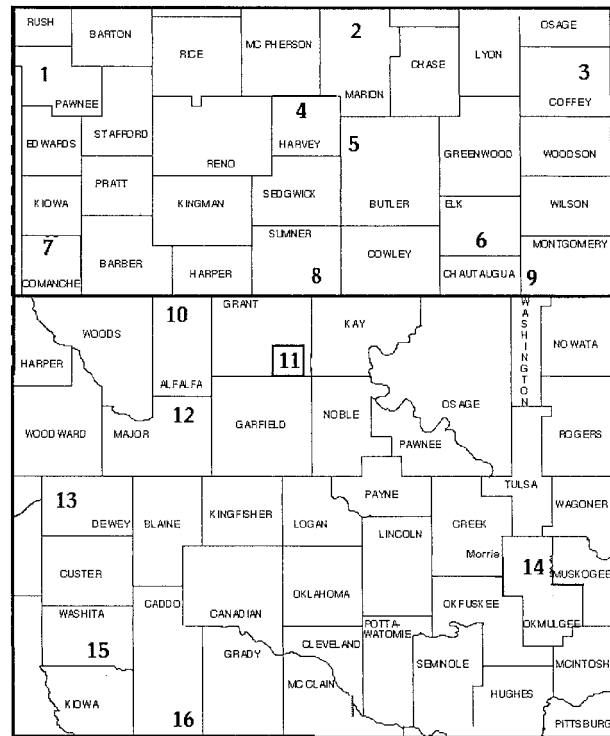 RUSH
BARTON
RICE
MC PHERSON
2
OSAGE
LYON
CHASE
1
3
MARION
COFFEY
PAWNEE
4
STAFFORD
EDWARDS
HARVEY
5
RENO
GREENWOOD
WOODSON
PRATT
SEDGWICK
KIOWA
KINGMAN
BUTLER
ELK
WILSON
SUMNER
7
6
MONTGOMERY
BARBER
COWLEY
COMANCHE
HARPER
8
CHAUTAUGUA
9
GRANT
10
KAY
WASHINGTON
WOODS
NOWATA
HARPER
11
ALFALFA
OSAGE
12
NOBLE
GARFIELD
WOODWARD
MAJOR
PAWNEE
ROGERS
TULSA
13
PAYNE
WAGONER
DEWEY
BLAINE
KINGFISHER
LOGAN
CREEK
LINCOLN
Morris
14
CUSTER
MUSKOGEE
OKLAHOMA
CADDO
OKFUSKEE
WASHITA
CANADIAN
POTTA-
WATOMIE
OKMULGEE
CLEVELAND
15
GRADY
SEMINOLE
MCINTOSH
MC CLAIN
HUGHES
KIOWA
16
PITTSBURG